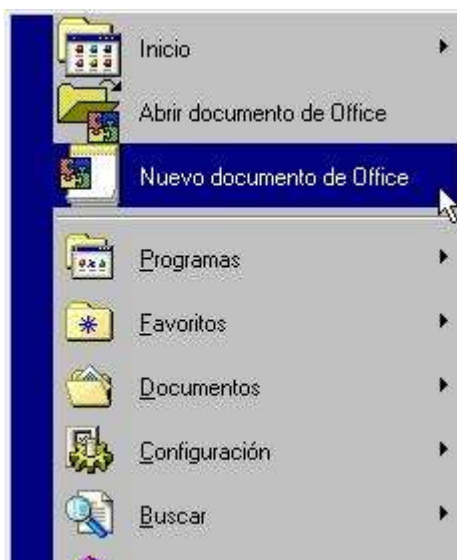 Inicio
Abrir documento de Office
Nuevo documento de Office
Programas
Favoritos
Documentos
Configuración
Buscar